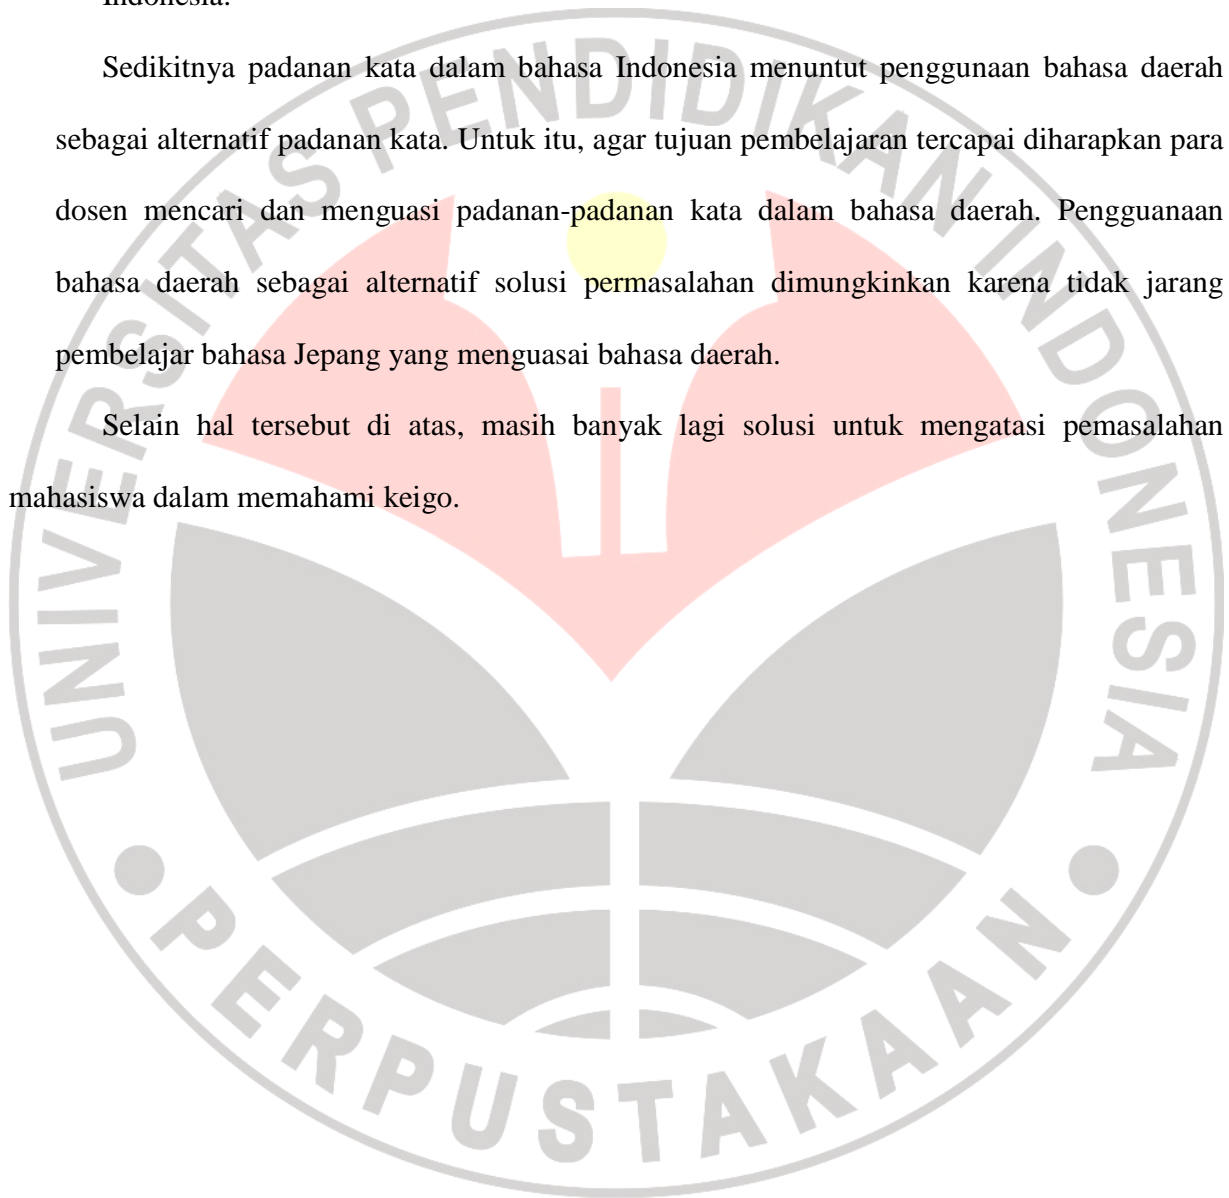 Indonesia.
Sedikitnya padanan kata dalam bahasa Indonesia menuntut penggunaan bahasa daerah
sebagai alternatif padanan kata. Untuk itu, agar tujuan pembelajaran tercapai diharapkan para
dosen mencari dan menguasi padanan-padanan kata dalam bahasa daerah. Pengguanaan
bahasa daerah sebagai alternatif solusi permasalahan dimungkinkan karena tidak jarang
pembelajar bahasa Jepang yang menguasai bahasa daerah.
Selain hal tersebut di atas, masih banyak lagi solusi untuk mengatasi pemasalahan
mahasiswa dalam memahami keigo.
UNIVERSITAS PENDIDIKAN INDONESIA
PERPUSTAKAAN